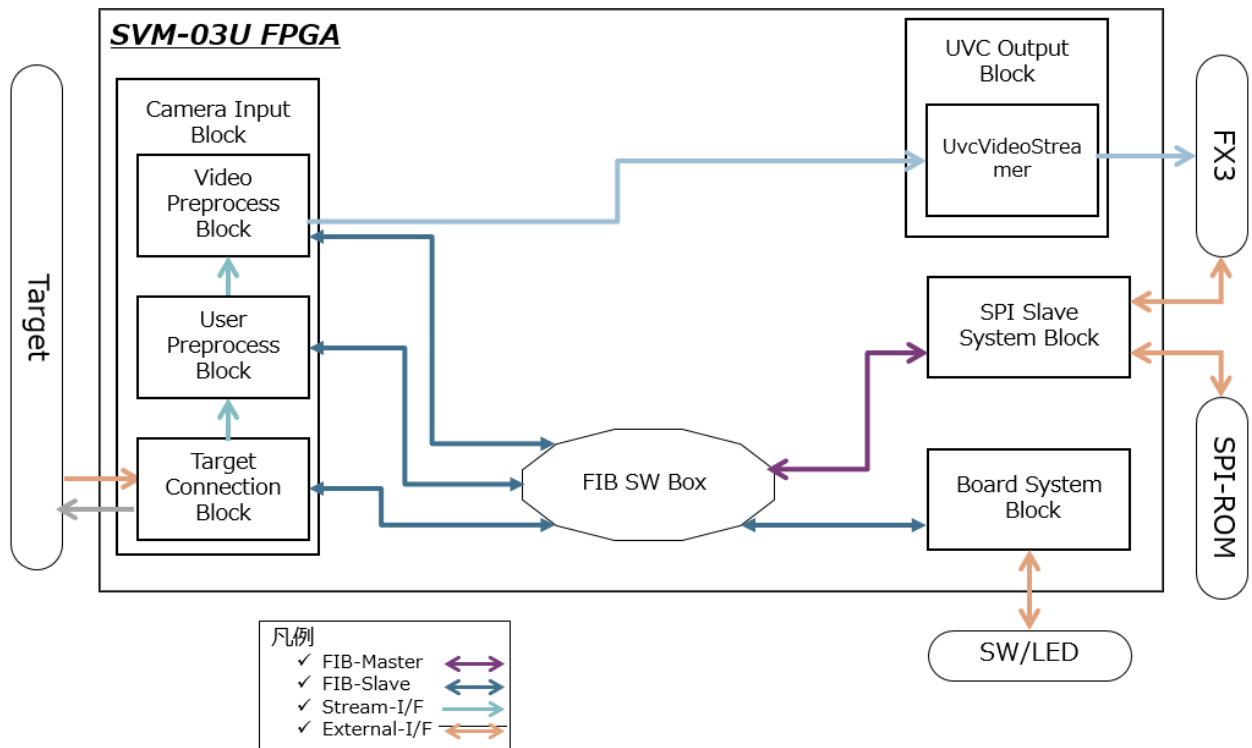 SVM-03U FPGA
Target
Camera Input
Block
Video
Preprocess
Block
User
Preprocess
Block
Target
Connection
Block
FIB SW Box
UVC Output
Block
UvcVideoStrea
mer
SPI Slave
System Block
Board System
Block
FX3
SPI-ROM
SW/LED
凡例
✓ FIB-Master
✓ FIB-Slave
✓ Stream-I/F
✓ External-I/F